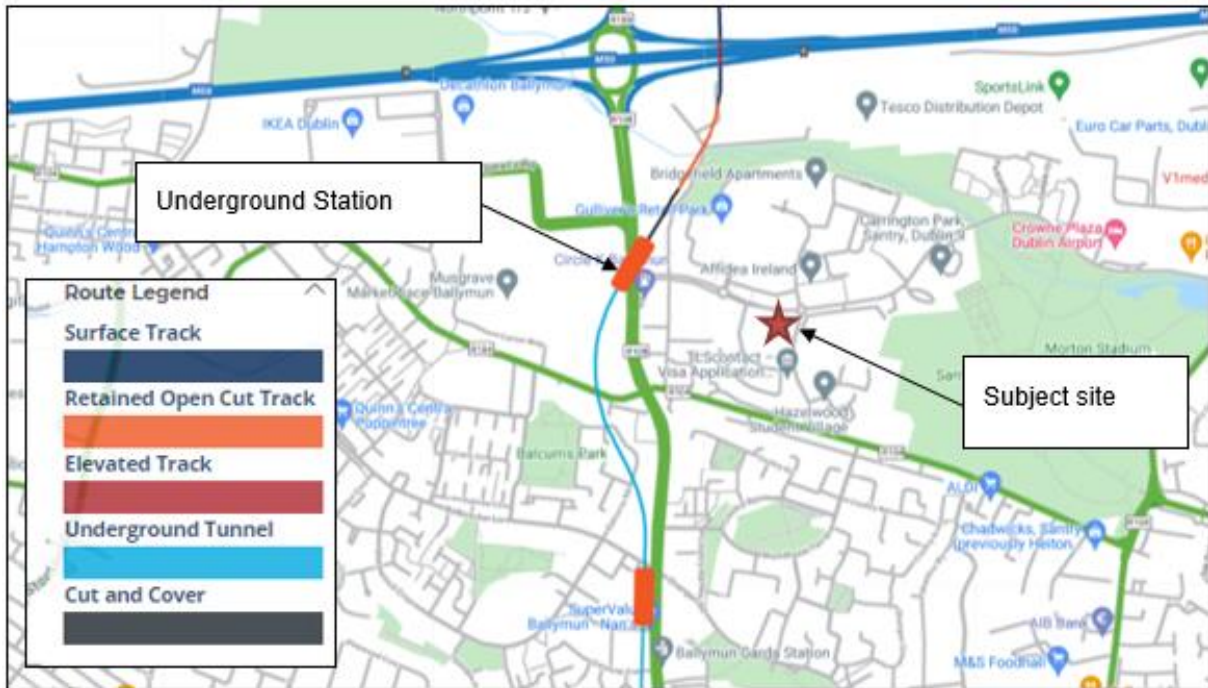 M50
Decathlon Ballymun
IKEA Dublin
SportsLink
Tesco Distribution Depot
Euro Car Parts, Dubli
Underground Station
Bridgefield Apartments
V1med
Gulliver's Retail Park
Carrington Park,
Santry, Dublin 9
Crowne Plaza
Dublin Airport
Quinn's Centra
Hampton Wood
Musgrave
Marketplace Ballymun
Affidea Ireland
Route Legend
Surface Track
Retained Open Cut Track
Elevated Track
Underground Tunnel
Cut and Cover
R108
Visa Application...
Morton Stadium
Subject site
Hazelwood
Student Village
Quinn's Centra
Poppintree
Balcurris Park
ALDI
Chadwicks, Santry
(previously Heiton
SuperValu
Ballymun
Ballymun Garda Station
AIB Bank
M&S Foodhall